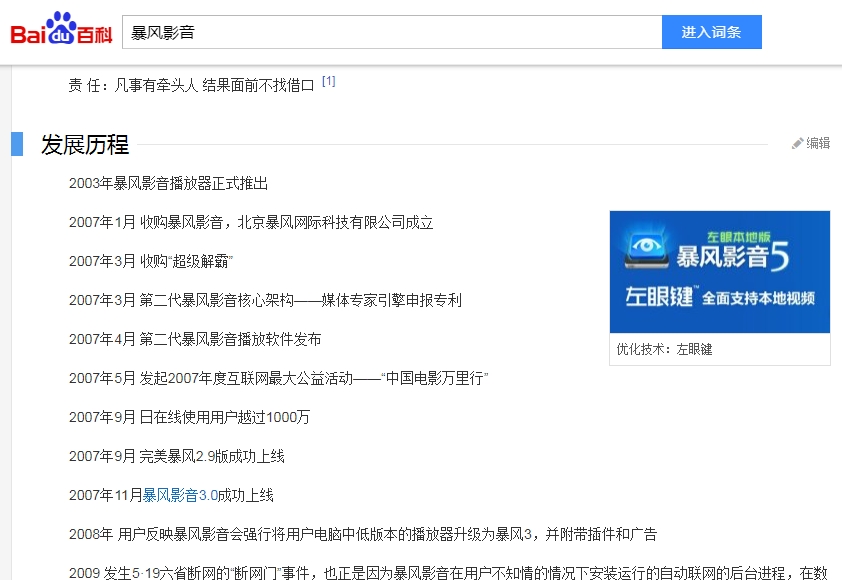 Baidu百科
暴风影音
进入词条
责 任：凡事有牵头人 结果面前不找借口 [1]
发展历程
编辑
2003年暴风影音播放器正式推出
2007年1月 收购暴风影音，北京暴风网际科技有限公司成立
2007年3月 收购“超级解霸”
2007年3月 第二代暴风影音核心架构——媒体专家引擎申报专利
2007年4月 第二代暴风影音播放软件发布
2007年5月 发起2007年度互联网最大公益活动——“中国电影万里行”
2007年9月 日在线使用用户越过1000万
2007年9月 完美暴风2.9版成功上线
2007年11月暴风影音3.0成功上线
2008年 用户反映暴风影音会强行将用户电脑中低版本的播放器升级为暴风3，并附带插件和广告
2009 发生5·19六省断网的“断网门”事件，也正是因为暴风影音在用户不知情的情况下安装运行的自动联网的后台进程，在数
左眼本地版
暴风影音5
左眼键™ 全面支持本地视频
优化技术：左眼键